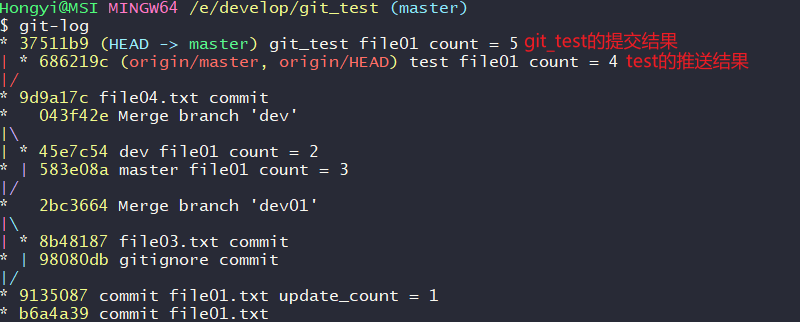 Hongyi@MSI MINGW64 /e/develop/git_test (master)
$ git-log
* 37511b9 (HEAD -> master) git_test file01 count = 5 git_test的提交结果
| * 686219c (origin/master, origin/HEAD) test file01 count = 4 test的推送结果
|/
* 9d9a17c file04.txt commit
*   043f42e Merge branch 'dev'
|\
| * 45e7c54 dev file01 count = 2
* | 583e08a master file01 count = 3
|/
*   2bc3664 Merge branch 'dev01'
|\
| * 8b48187 file03.txt commit
* | 98080db gitignore commit
|/
* 9135087 commit file01.txt update_count = 1
* b6a4a39 commit file01.txt